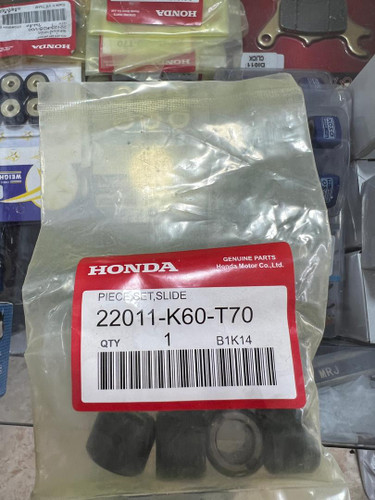 HONDA
CLICK
WEIGH
HONDA
GENUINE PARTS
Honda Motor Co.,Ltd.
PIECE SET,SLIDE
22011-K60-T70
QTY 1 B1K14
MRJ